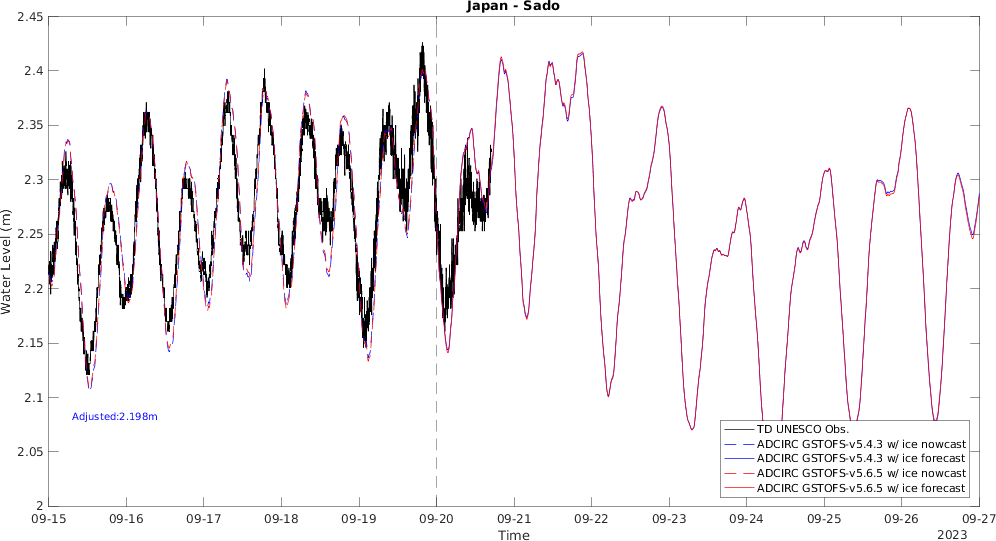 Japan - Sado
2.45
2.4
2.35
2.3
2.25
2.2
2.15
2.1
2.05
2
Water Level (m)
Adjusted:2.198m
TD UNESCO Obs.
ADCIRC GSTOFS-v5.4.3 w/ ice nowcast
ADCIRC GSTOFS-v5.4.3 w/ ice forecast
ADCIRC GSTOFS-v5.6.5 w/ ice nowcast
ADCIRC GSTOFS-v5.6.5 w/ ice forecast
09-15 09-16 09-17 09-18 09-19 09-20 09-21 09-22 09-23 09-24 09-25 09-26 09-27
Time
2023